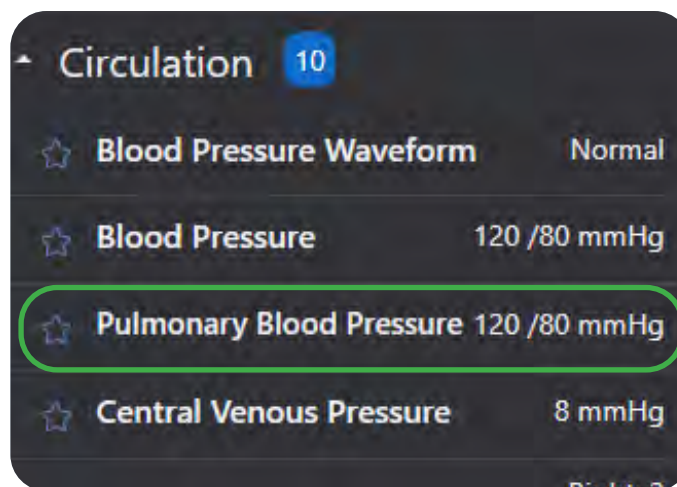 Circulation 10
Blood Pressure Waveform Normal
Blood Pressure 120 /80 mmHg
Pulmonary Blood Pressure 120 /80 mmHg
Central Venous Pressure 8 mmHg